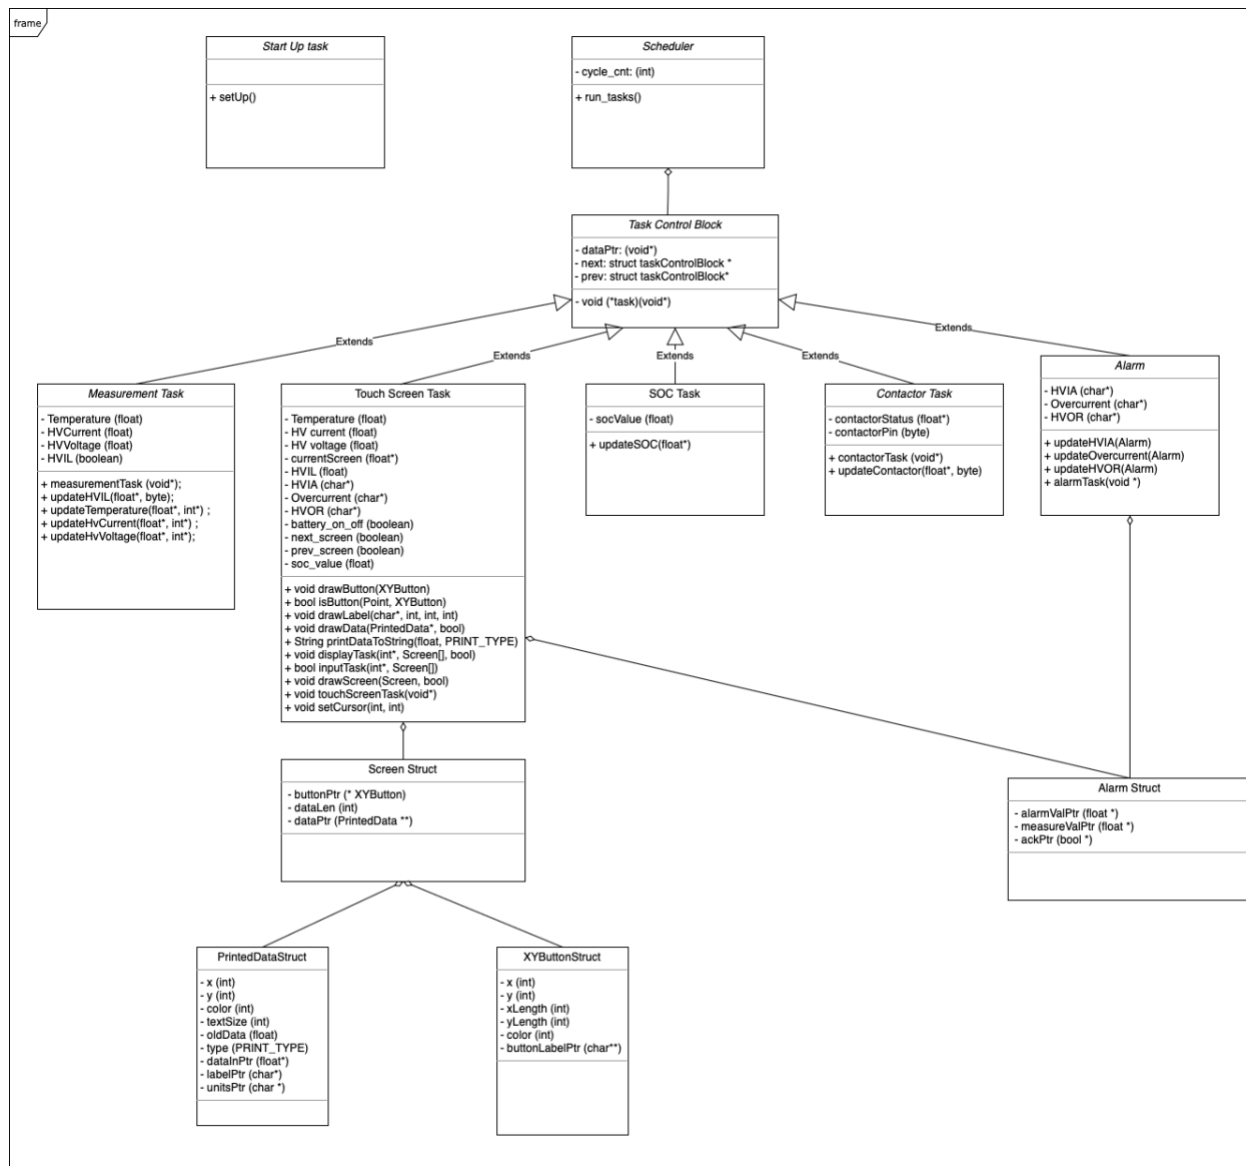 frame
Start Up task
+ setUp()
Scheduler
- cycle_cnt: (int)
+ run_tasks()
Task Control Block
- dataPtr: (void*)
- next: struct taskControlBlock *
- prev: struct taskControlBlock*
- void (*task)(void*)
Extends
Extends
Extends
Extends
Extends
Measurement Task
- Temperature (float)
- HVCurrent (float)
- HVVoltage (float)
- HVIL (boolean)
+ measurementTask (void*);
+ updateHVIL(float*, byte);
+ updateTemperature(float*, int*) ;
+ updateHvCurrent(float*, int*) ;
+ updateHvVoltage(float*, int*);
Touch Screen Task
- Temperature (float)
- HV current (float)
- HV voltage (float)
- currentScreen (float*)
- HVIL (float)
- HVIA (char*)
- Overcurrent (char*)
- HVOR (char*)
- battery_on_off (boolean)
- next_screen (boolean)
- prev_screen (boolean)
- soc_value (float)
+ void drawButton(XYButton)
+ bool isButton(Point, XYButton)
+ void drawLabel(char*, int, int, int)
+ void drawData(PrintedData*, bool)
+ String printDataToString(float, PRINT_TYPE)
+ void displayTask(int*, Screen[], bool)
+ bool inputTask(int*, Screen[])
+ void drawScreen(Screen, bool)
+ void touchScreenTask(void*)
+ void setCursor(int, int)
SOC Task
- socValue (float)
+ updateSOC(float*)
Contactor Task
- contactorStatus (float*)
- contactorPin (byte)
+ contactorTask (void*)
+ updateContactor(float*, byte)
Alarm
- HVIA (char*)
- Overcurrent (char*)
- HVOR (char*)
+ updateHVIA(Alarm)
+ updateOvercurrent(Alarm)
+ updateHVOR(Alarm)
+ alarmTask(void *)
Screen Struct
- buttonPtr (* XYButton)
- dataLen (int)
- dataPtr (PrintedData **)
Alarm Struct
- alarmValPtr (float *)
- measureValPtr (float *)
- ackPtr (bool *)
PrintedDataStruct
- x (int)
- y (int)
- color (int)
- textSize (int)
- oldData (float)
- type (PRINT_TYPE)
- dataInPtr (float*)
- labelPtr (char*)
- unitsPtr (char *)
XYButtonStruct
- x (int)
- y (int)
- xLength (int)
- yLength (int)
- color (int)
- buttonLabelPtr (char**)